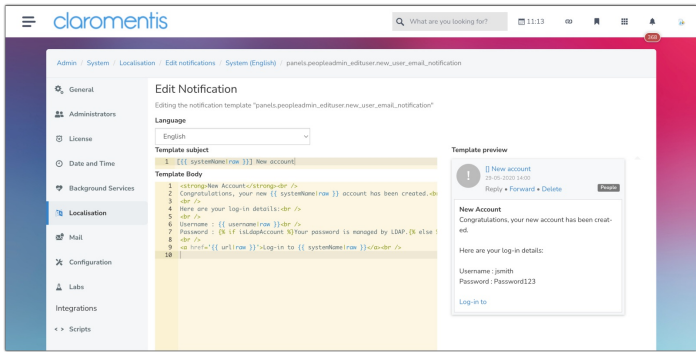 claromentis
What are you looking for?
11:13
268
Admin / System / Localisation / Edit notifications / System (English) / panels.peopleadmin_edituser.new_user_email_notification
General
Administrators
License
Date and Time
Background Services
Localisation
Mail
Configuration
Labs
Integrations
Scripts
Edit Notification
Editing the notification template "panels.peopleadmin_edituser.new_user_email_notification"
Language
English
Template subject
1 [{{ systemName|raw }}] New account
Template Body
1 <strong>New Account</strong><br />
2 Congratulations, your new {{ systemName|raw }} account has been created.<b
3 <br />
4 Here are your log-in details:<br />
5 <br />
6 Username : {{ username|raw }}<br />
7 Password : {% if isLdapAccount %}Your password is managed by LDAP.{% else
8 <br />
9 <a href="{{ url|raw }}">Log-in to {{ systemName|raw }}</a><br />
10
Template preview
[] New account
23-05-2020 14:00
Reply • Forward • Delete
People
New Account
Congratulations, your new account has been creat-
ed.
Here are your log-in details:
Username : jsmith
Password : Password123
Log-in to